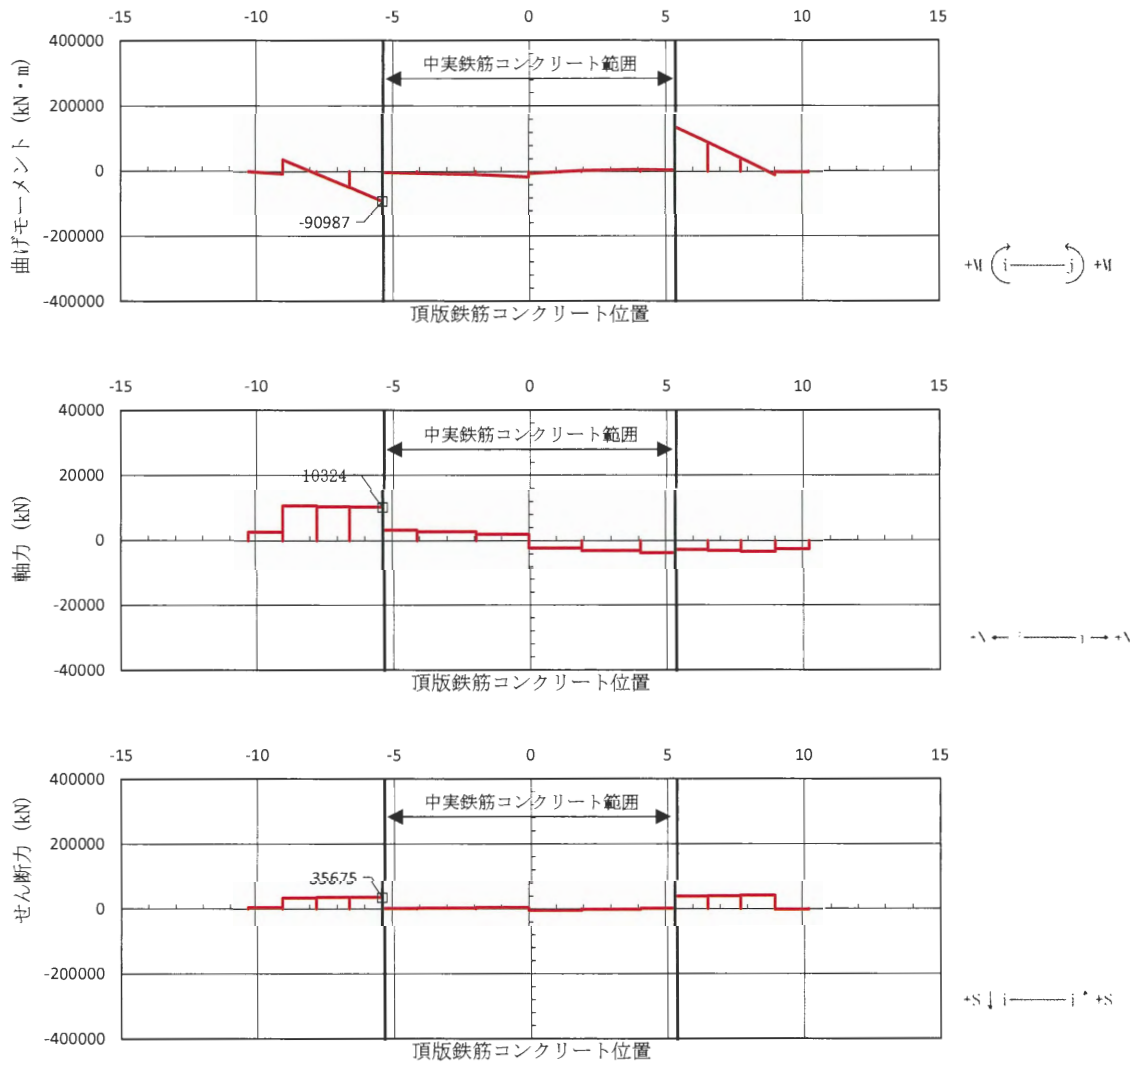 -15 -10 -5 0 5 10 15
400000
中実鉄筋コンクリート範囲
200000
0
-90987
-200000
-400000
曲げモーメント (kN・m)
頂版鉄筋コンクリート位置
+M i j +M
-15 -10 -5 0 5 10 15
40000
中実鉄筋コンクリート範囲
20000
10324
0
-20000
-40000
軸力 (kN)
頂版鉄筋コンクリート位置
-15 -10 -5 0 5 10 15
400000
中実鉄筋コンクリート範囲
200000
35675
0
-200000
-400000
せん断力 (kN)
頂版鉄筋コンクリート位置